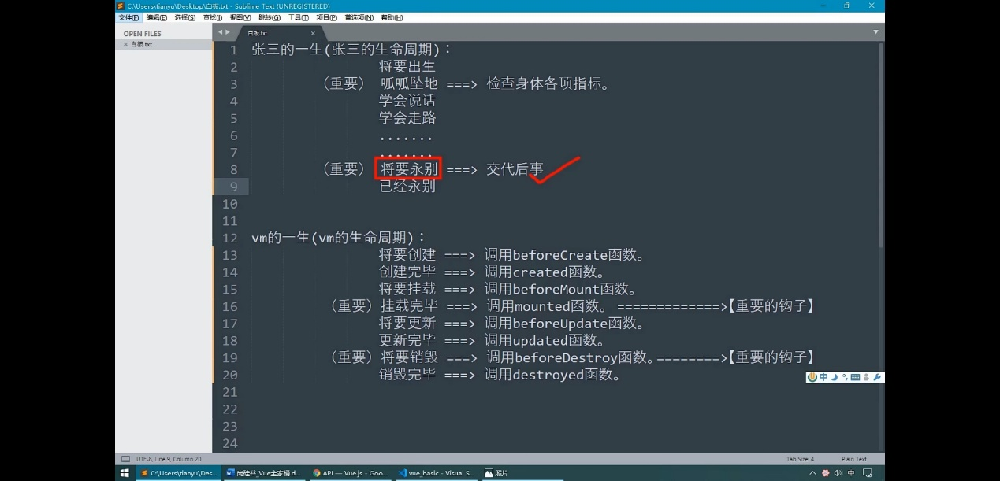 C:\Users\tianyu\Desktop\白板.txt - Sublime Text (UNREGISTERED)
文件(F) 编辑(E) 选择(S) 查找(I) 视图(V) 跳转(G) 工具(T) 项目(P) 首选项(N) 帮助(H)
OPEN FILES
白板.txt
白板.txt
1 张三的一生(张三的生命周期)：
2 将要出生
3 （重要） 呱呱坠地 ===> 检查身体各项指标。
4 学会说话
5 学会走路
6 .......
7 .......
8 （重要） 将要永别 ===> 交代后事
9 已经永别
10
11
12 vm的一生(vm的生命周期)：
13 将要创建 ===> 调用beforeCreate函数。
14 创建完毕 ===> 调用created函数。
15 将要挂载 ===> 调用beforeMount函数。
16 （重要）挂载完毕 ===> 调用mounted函数。 =============>【重要的钩子】
17 将要更新 ===> 调用beforeUpdate函数。
18 更新完毕 ===> 调用updated函数。
19 （重要）将要销毁 ===> 调用beforeDestroy函数。========>【重要的钩子】
20 销毁完毕 ===> 调用destroyed函数。
中
21
22
23
24
UTF-8, Line 9, Column 20 Tab Size: 4 Plain Text
C:\Users\tianyu\Des... 尚硅谷_Vue全家桶.d... API — Vue.js - Goo... vue_basic - Visual S... 照片 中